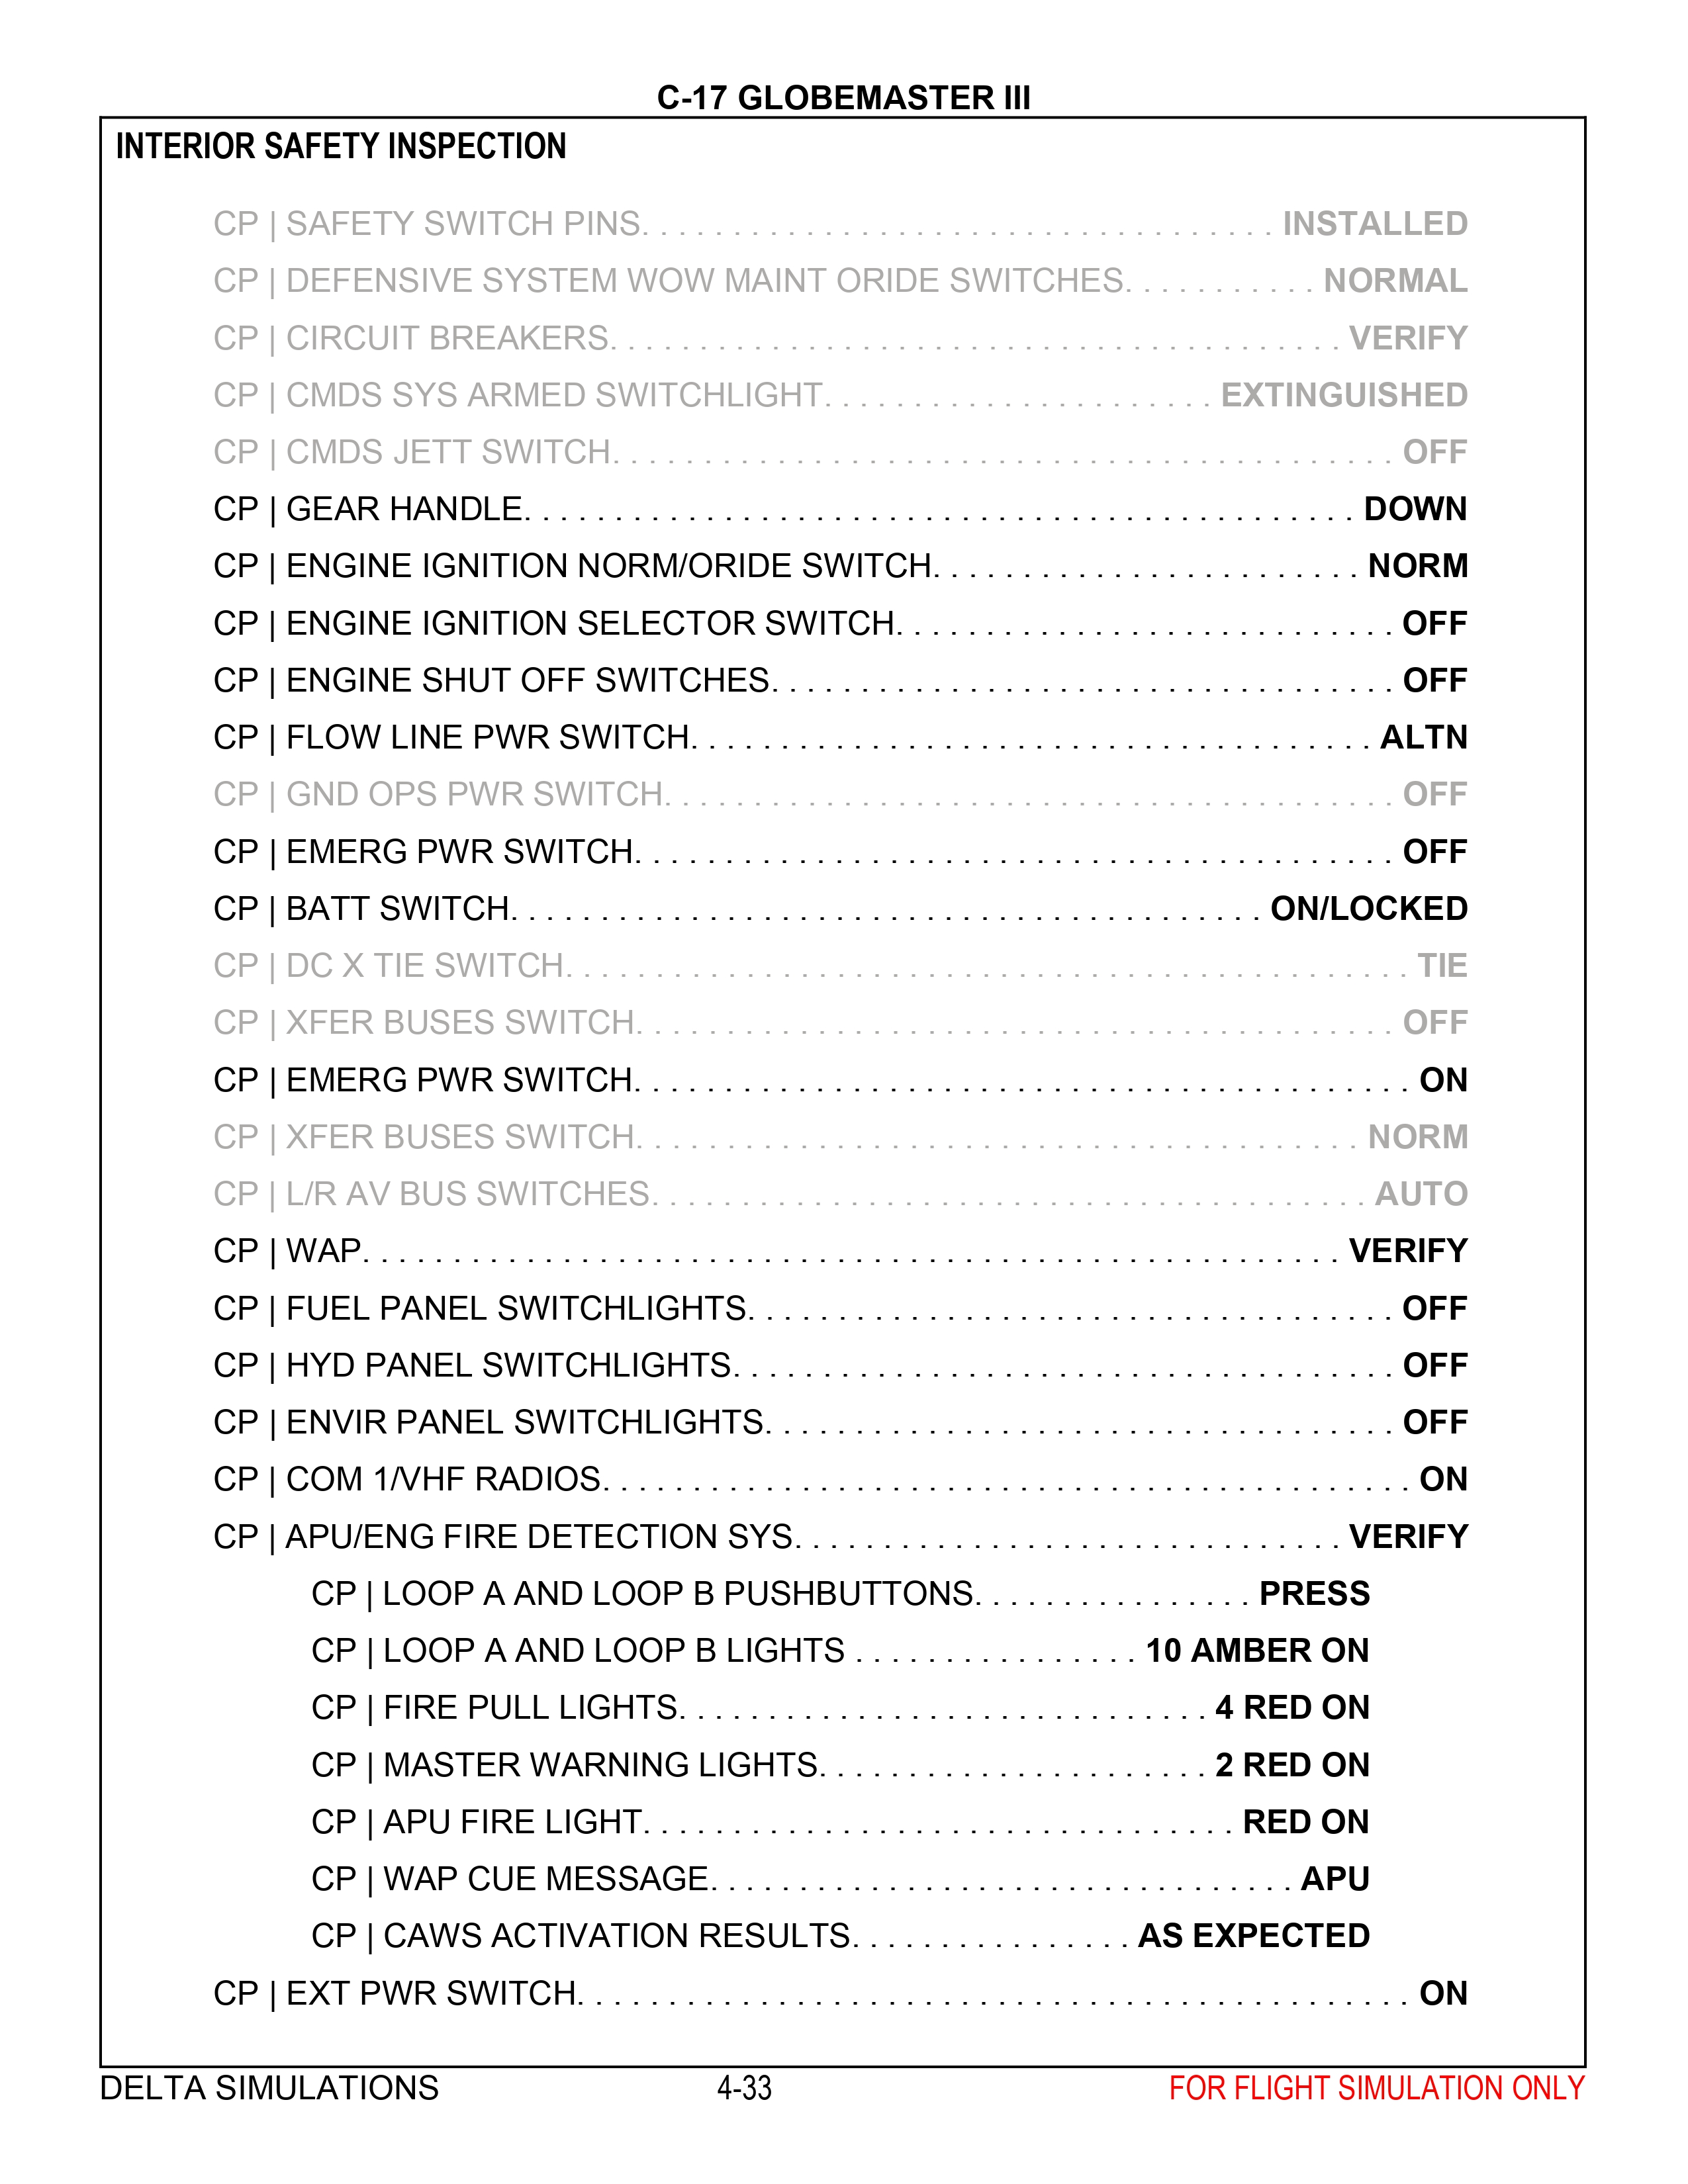 C-17 GLOBEMASTER III
INTERIOR SAFETY INSPECTION
CP | SAFETY SWITCH PINS. . . . . . . . . . . . . . . . . . . . . . . . . . . . . . . . . . . INSTALLED
CP | DEFENSIVE SYSTEM WOW MAINT ORIDE SWITCHES. . . . . . . . . . . NORMAL
CP | CIRCUIT BREAKERS. . . . . . . . . . . . . . . . . . . . . . . . . . . . . . . . . . . . . . . . . VERIFY
CP | CMDS SYS ARMED SWITCHLIGHT. . . . . . . . . . . . . . . . . . . . . . EXTINGUISHED
CP | CMDS JETT SWITCH. . . . . . . . . . . . . . . . . . . . . . . . . . . . . . . . . . . . . . . . . . . . OFF
CP | GEAR HANDLE. . . . . . . . . . . . . . . . . . . . . . . . . . . . . . . . . . . . . . . . . . . . . . . DOWN
CP | ENGINE IGNITION NORM/ORIDE SWITCH. . . . . . . . . . . . . . . . . . . . . . . . NORM
CP | ENGINE IGNITION SELECTOR SWITCH. . . . . . . . . . . . . . . . . . . . . . . . . . . . OFF
CP | ENGINE SHUT OFF SWITCHES. . . . . . . . . . . . . . . . . . . . . . . . . . . . . . . . . . . OFF
CP | FLOW LINE PWR SWITCH. . . . . . . . . . . . . . . . . . . . . . . . . . . . . . . . . . . . . . ALTN
CP | GND OPS PWR SWITCH. . . . . . . . . . . . . . . . . . . . . . . . . . . . . . . . . . . . . . . . . OFF
CP | EMERG PWR SWITCH. . . . . . . . . . . . . . . . . . . . . . . . . . . . . . . . . . . . . . . . . . . OFF
CP | BATT SWITCH. . . . . . . . . . . . . . . . . . . . . . . . . . . . . . . . . . . . . . . . . . ON/LOCKED
CP | DC X TIE SWITCH. . . . . . . . . . . . . . . . . . . . . . . . . . . . . . . . . . . . . . . . . . . . . . . TIE
CP | XFER BUSES SWITCH. . . . . . . . . . . . . . . . . . . . . . . . . . . . . . . . . . . . . . . . . . . OFF
CP | EMERG PWR SWITCH. . . . . . . . . . . . . . . . . . . . . . . . . . . . . . . . . . . . . . . . . . . . ON
CP | XFER BUSES SWITCH. . . . . . . . . . . . . . . . . . . . . . . . . . . . . . . . . . . . . . . . . NORM
CP | L/R AV BUS SWITCHES. . . . . . . . . . . . . . . . . . . . . . . . . . . . . . . . . . . . . . . . AUTO
CP | WAP. . . . . . . . . . . . . . . . . . . . . . . . . . . . . . . . . . . . . . . . . . . . . . . . . . . . . . . VERIFY
CP | FUEL PANEL SWITCHLIGHTS. . . . . . . . . . . . . . . . . . . . . . . . . . . . . . . . . . . . OFF
CP | HYD PANEL SWITCHLIGHTS. . . . . . . . . . . . . . . . . . . . . . . . . . . . . . . . . . . . . OFF
CP | ENVIR PANEL SWITCHLIGHTS. . . . . . . . . . . . . . . . . . . . . . . . . . . . . . . . . . . OFF
CP | COM 1/VHF RADIOS. . . . . . . . . . . . . . . . . . . . . . . . . . . . . . . . . . . . . . . . . . . . . ON
CP | APU/ENG FIRE DETECTION SYS. . . . . . . . . . . . . . . . . . . . . . . . . . . . . . . VERIFY
CP | LOOP A AND LOOP B PUSHBUTTONS. . . . . . . . . . . . . . . . PRESS
CP | LOOP A AND LOOP B LIGHTS . . . . . . . . . . . . . . . . 10 AMBER ON
CP | FIRE PULL LIGHTS. . . . . . . . . . . . . . . . . . . . . . . . . . . . . . 4 RED ON
CP | MASTER WARNING LIGHTS. . . . . . . . . . . . . . . . . . . . . . 2 RED ON
CP | APU FIRE LIGHT. . . . . . . . . . . . . . . . . . . . . . . . . . . . . . . . . RED ON
CP | WAP CUE MESSAGE. . . . . . . . . . . . . . . . . . . . . . . . . . . . . . . . . APU
CP | CAWS ACTIVATION RESULTS. . . . . . . . . . . . . . . . AS EXPECTED
CP | EXT PWR SWITCH. . . . . . . . . . . . . . . . . . . . . . . . . . . . . . . . . . . . . . . . . . . . . . . ON
DELTA SIMULATIONS 4-33 FOR FLIGHT SIMULATION ONLY